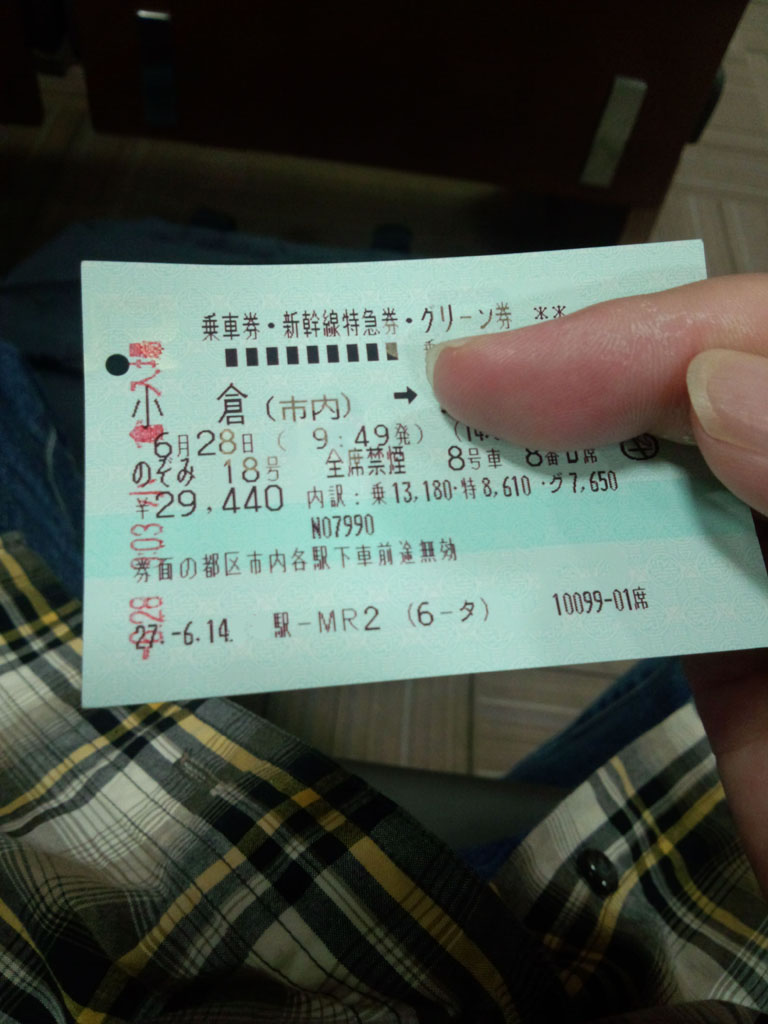 乗車券・新幹線特急券・グリーン券 **
小 倉 (市内) →
6月28日 ( 9:49発) (14:
のぞみ 18号 全席禁煙 8号車 8番D席
¥29,440 内訳:乗13,180・特8,610・グ7,650
N07990
券面の都区市内各駅下車前途無効
27.-6.14. 駅-MR2 (6-タ) 10099-01席
入場